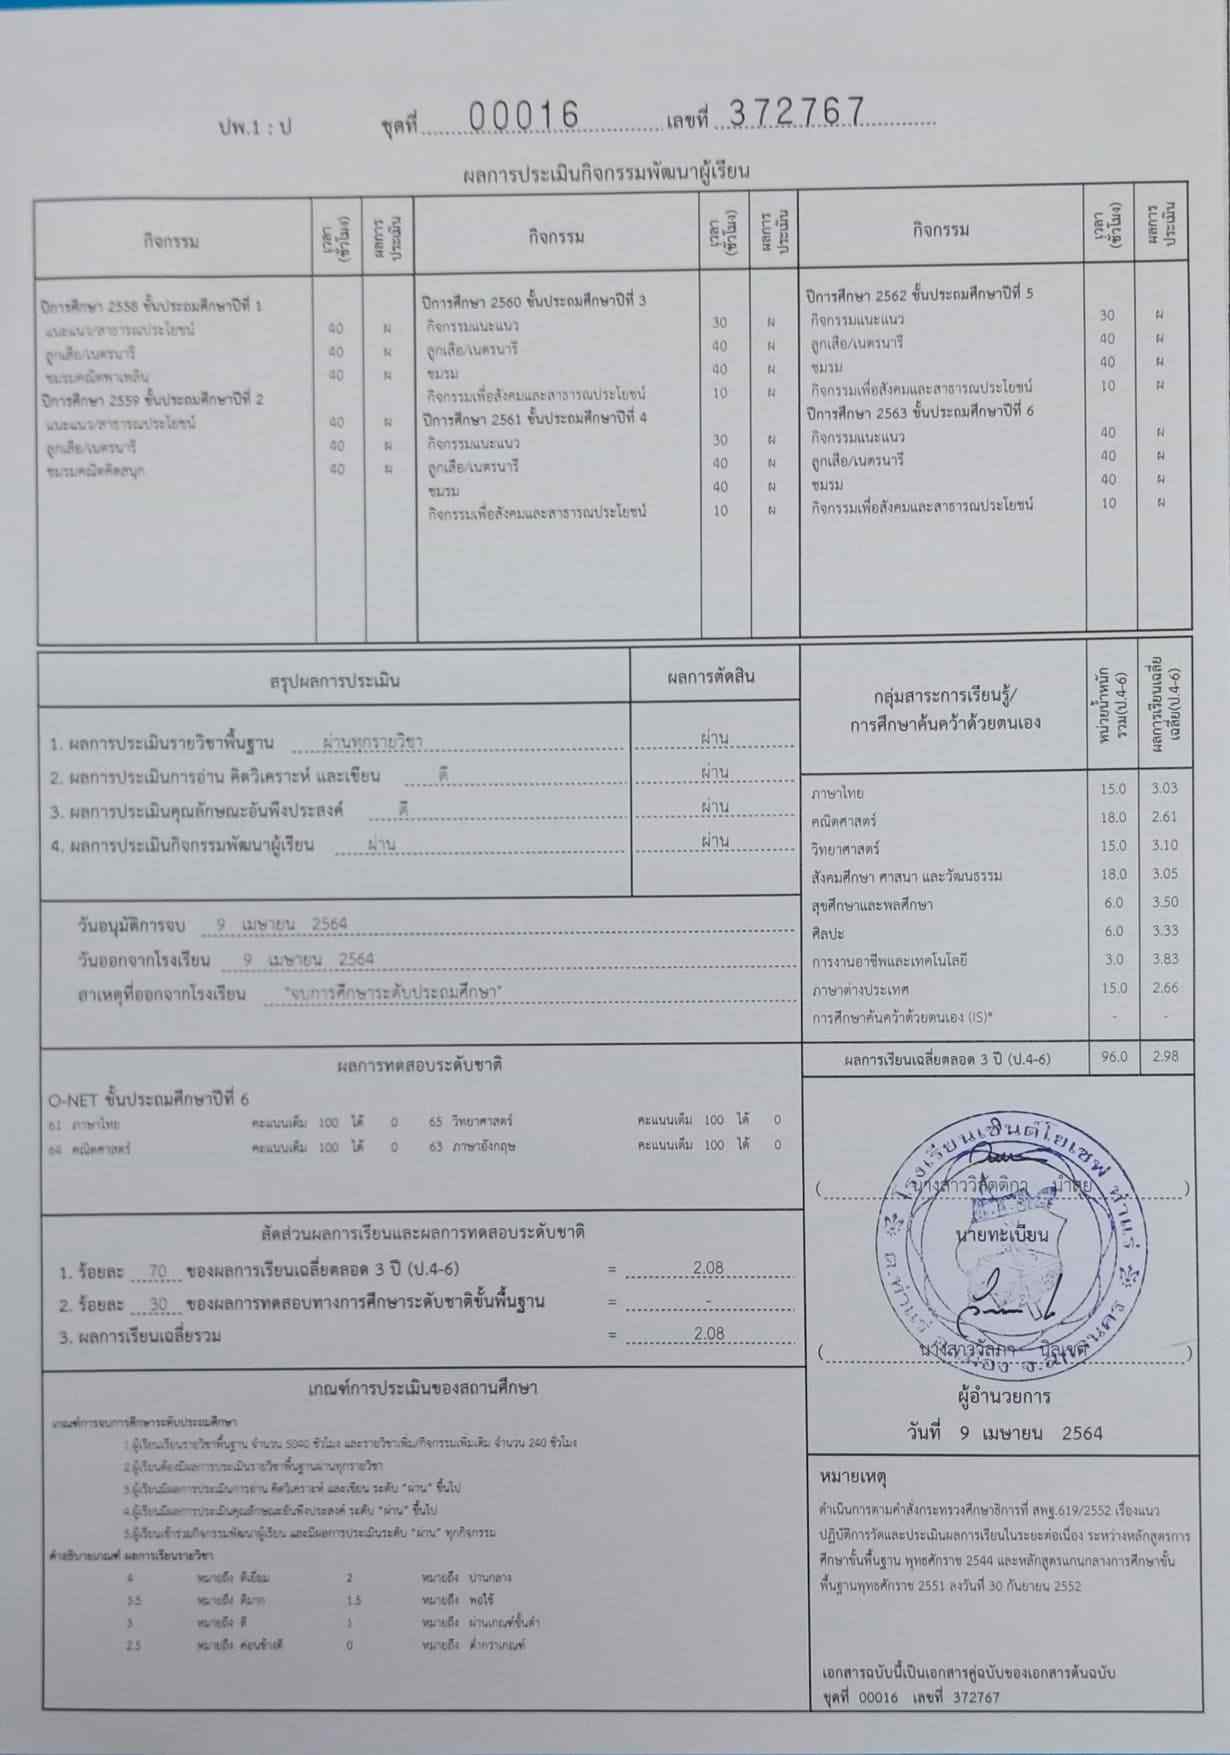 ปพ.1 : ป ชุดที่ 00016 เลขที่ 372767
ผลการประเมินกิจกรรมพัฒนาผู้เรียน
กิจกรรม เวลา (ชั่วโมง) ผลการประเมิน
ปีการศึกษา 2558 ชั้นประถมศึกษาปีที่ 1
แนะแนว/สาธารณประโยชน์ 40 ผ
ลูกเสือ/เนตรนารี 40 ผ
ชมรมคณิตพาเพลิน 40 ผ
ปีการศึกษา 2559 ชั้นประถมศึกษาปีที่ 2
แนะแนว/สาธารณประโยชน์ 40 ผ
ลูกเสือ/เนตรนารี 40 ผ
ชมรมคณิตคิดสนุก 40 ผ
กิจกรรม เวลา (ชั่วโมง) ผลการประเมิน
ปีการศึกษา 2560 ชั้นประถมศึกษาปีที่ 3
กิจกรรมแนะแนว 30 ผ
ลูกเสือ/เนตรนารี 40 ผ
ชมรม 40 ผ
กิจกรรมเพื่อสังคมและสาธารณประโยชน์ 10 ผ
ปีการศึกษา 2561 ชั้นประถมศึกษาปีที่ 4
กิจกรรมแนะแนว 30 ผ
ลูกเสือ/เนตรนารี 40 ผ
ชมรม 40 ผ
กิจกรรมเพื่อสังคมและสาธารณประโยชน์ 10 ผ
กิจกรรม เวลา (ชั่วโมง) ผลการประเมิน
ปีการศึกษา 2562 ชั้นประถมศึกษาปีที่ 5
กิจกรรมแนะแนว 30 ผ
ลูกเสือ/เนตรนารี 40 ผ
ชมรม 40 ผ
กิจกรรมเพื่อสังคมและสาธารณประโยชน์ 10 ผ
ปีการศึกษา 2563 ชั้นประถมศึกษาปีที่ 6
กิจกรรมแนะแนว 40 ผ
ลูกเสือ/เนตรนารี 40 ผ
ชมรม 40 ผ
กิจกรรมเพื่อสังคมและสาธารณประโยชน์ 10 ผ
สรุปผลการประเมิน ผลการตัดสิน
1. ผลการประเมินรายวิชาพื้นฐาน ผ่านทุกรายวิชา ผ่าน
2. ผลการประเมินการอ่าน คิดวิเคราะห์ และเขียน ดี ผ่าน
3. ผลการประเมินคุณลักษณะอันพึงประสงค์ ดี ผ่าน
4. ผลการประเมินกิจกรรมพัฒนาผู้เรียน ผ่าน ผ่าน
วันอนุมัติการจบ 9 เมษายน 2564
วันออกจากโรงเรียน 9 เมษายน 2564
สาเหตุที่ออกจากโรงเรียน "จบการศึกษาระดับประถมศึกษา"
ผลการทดสอบระดับชาติ
O-NET ชั้นประถมศึกษาปีที่ 6
61 ภาษาไทย คะแนนเต็ม 100 ได้ 0 65 วิทยาศาสตร์ คะแนนเต็ม 100 ได้ 0
64 คณิตศาสตร์ คะแนนเต็ม 100 ได้ 0 63 ภาษาอังกฤษ คะแนนเต็ม 100 ได้ 0
สัดส่วนผลการเรียนและผลการทดสอบระดับชาติ
1. ร้อยละ 70 ของผลการเรียนเฉลี่ยตลอด 3 ปี (ป.4-6) = 2.08
2. ร้อยละ 30 ของผลการทดสอบทางการศึกษาระดับชาติขั้นพื้นฐาน = -
3. ผลการเรียนเฉลี่ยรวม = 2.08
เกณฑ์การประเมินของสถานศึกษา
เกณฑ์การจบการศึกษาระดับประถมศึกษา
1.ผู้เรียนเรียนรายวิชาพื้นฐาน จำนวน 5040 ชั่วโมง และรายวิชาเพิ่ม/กิจกรรมเพิ่มเติม จำนวน 240 ชั่วโมง
2.ผู้เรียนต้องมีผลการประเมินรายวิชาพื้นฐานผ่านทุกรายวิชา
3.ผู้เรียนมีผลการประเมินการอ่าน คิดวิเคราะห์ และเขียน ระดับ "ผ่าน" ขึ้นไป
4.ผู้เรียนมีผลการประเมินคุณลักษณะอันพึงประสงค์ ระดับ "ผ่าน" ขึ้นไป
5.ผู้เรียนเข้าร่วมกิจกรรมพัฒนาผู้เรียน และมีผลการประเมินระดับ "ผ่าน" ทุกกิจกรรม
คำอธิบายเกณฑ์ ผลการเรียนรายวิชา
4 หมายถึง ดีเยี่ยม 2 หมายถึง ปานกลาง
3.5 หมายถึง ดีมาก 1.5 หมายถึง พอใช้
3 หมายถึง ดี 1 หมายถึง ผ่านเกณฑ์ขั้นต่ำ
2.5 หมายถึง ค่อนข้างดี 0 หมายถึง ต่ำกว่าเกณฑ์
กลุ่มสาระการเรียนรู้/ การศึกษาค้นคว้าด้วยตนเอง หน่วยน้ำหนักรวม(ป.4-6) ผลการเรียนเฉลี่ยเฉลี่ย(ป.4-6)
ภาษาไทย 15.0 3.03
คณิตศาสตร์ 18.0 2.61
วิทยาศาสตร์ 15.0 3.10
สังคมศึกษา ศาสนา และวัฒนธรรม 18.0 3.05
สุขศึกษาและพลศึกษา 6.0 3.50
ศิลปะ 6.0 3.33
การงานอาชีพและเทคโนโลยี 3.0 3.83
ภาษาต่างประเทศ 15.0 2.66
การศึกษาค้นคว้าด้วยตนเอง (IS)* - -
ผลการเรียนเฉลี่ยตลอด 3 ปี (ป.4-6) 96.0 2.98
โรงเรียนเซนต์โยเซฟ ท่าแร่
ต.ท่าแร่ อ.เมือง จ.สกลนคร
นายทะเบียน
ผู้อำนวยการ
วันที่ 9 เมษายน 2564
หมายเหตุ
ดำเนินการตามคำสั่งกระทรวงศึกษาธิการที่ สพฐ.619/2552 เรื่องแนว
ปฏิบัติการวัดและประเมินผลการเรียนในระยะต่อเนื่อง ระหว่างหลักสูตรการ
ศึกษาขั้นพื้นฐาน พุทธศักราช 2544 และหลักสูตรแกนกลางการศึกษาขั้น
พื้นฐานพุทธศักราช 2551 ลงวันที่ 30 กันยายน 2552
เอกสารฉบับนี้เป็นเอกสารคู่ฉบับของเอกสารต้นฉบับ
ชุดที่ 00016 เลขที่ 372767